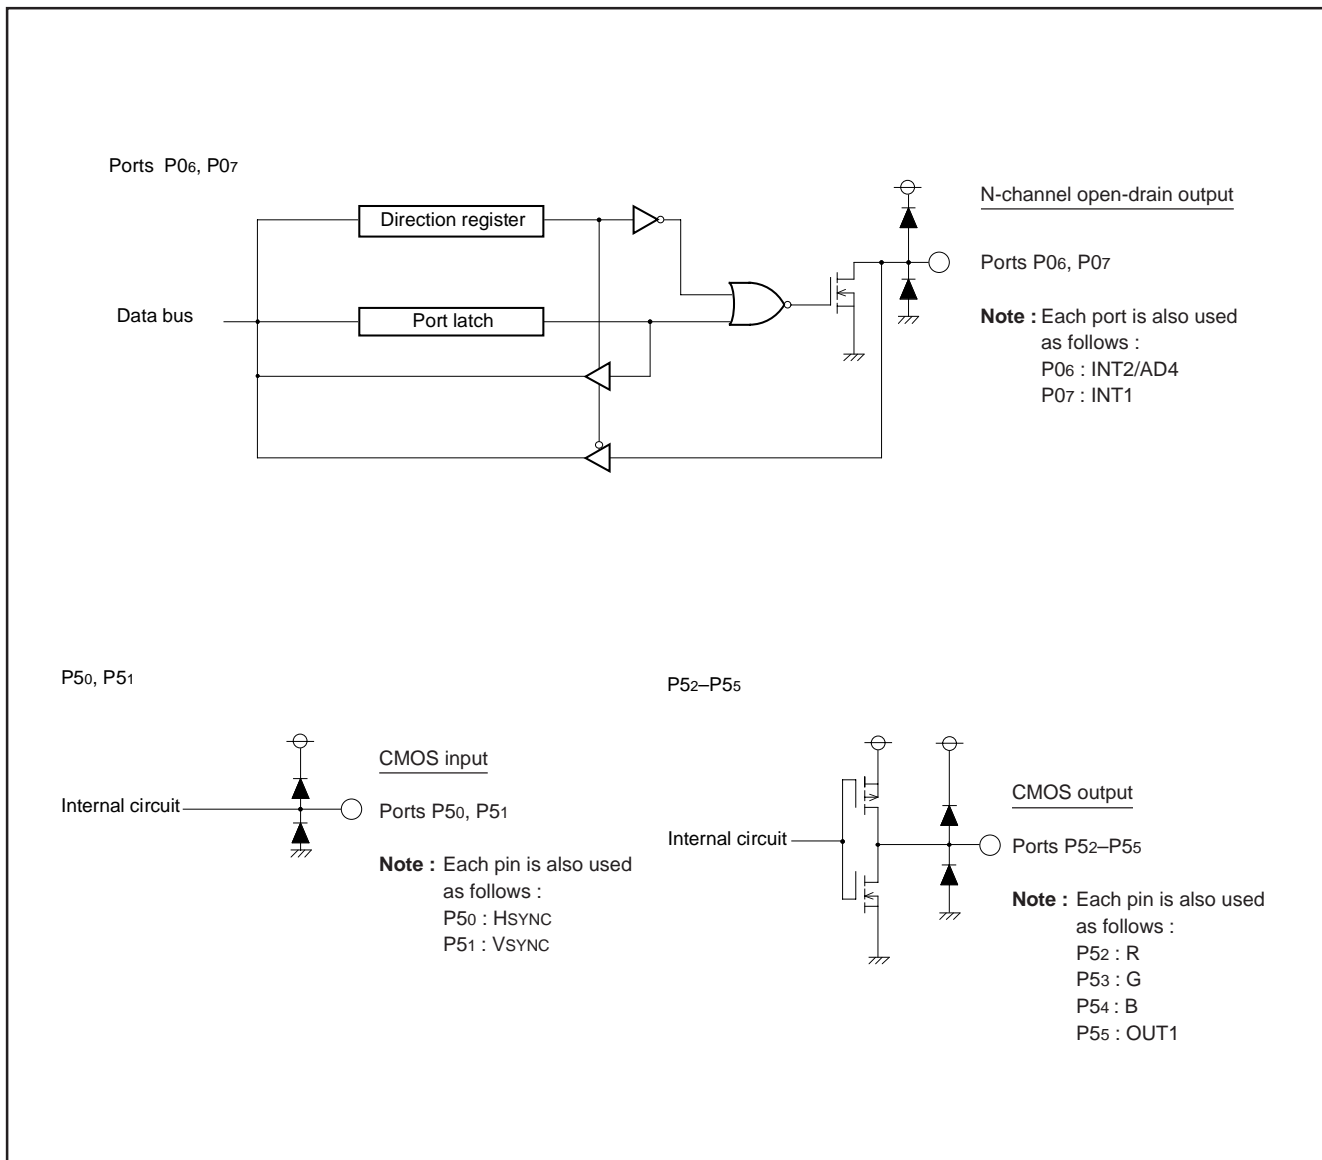 Ports P06, P07
Direction register
N-channel open-drain output
Ports P06, P07
Data bus
Port latch
Note : Each port is also used
as follows :
P06 : INT2/AD4
P07 : INT1
P50, P51
CMOS input
Internal circuit
Ports P50, P51
Note : Each pin is also used
as follows :
P50 : HSYNC
P51 : VSYNC
P52–P55
CMOS output
Internal circuit
Ports P52–P55
Note : Each pin is also used
as follows :
P52 : R
P53 : G
P54 : B
P55 : OUT1